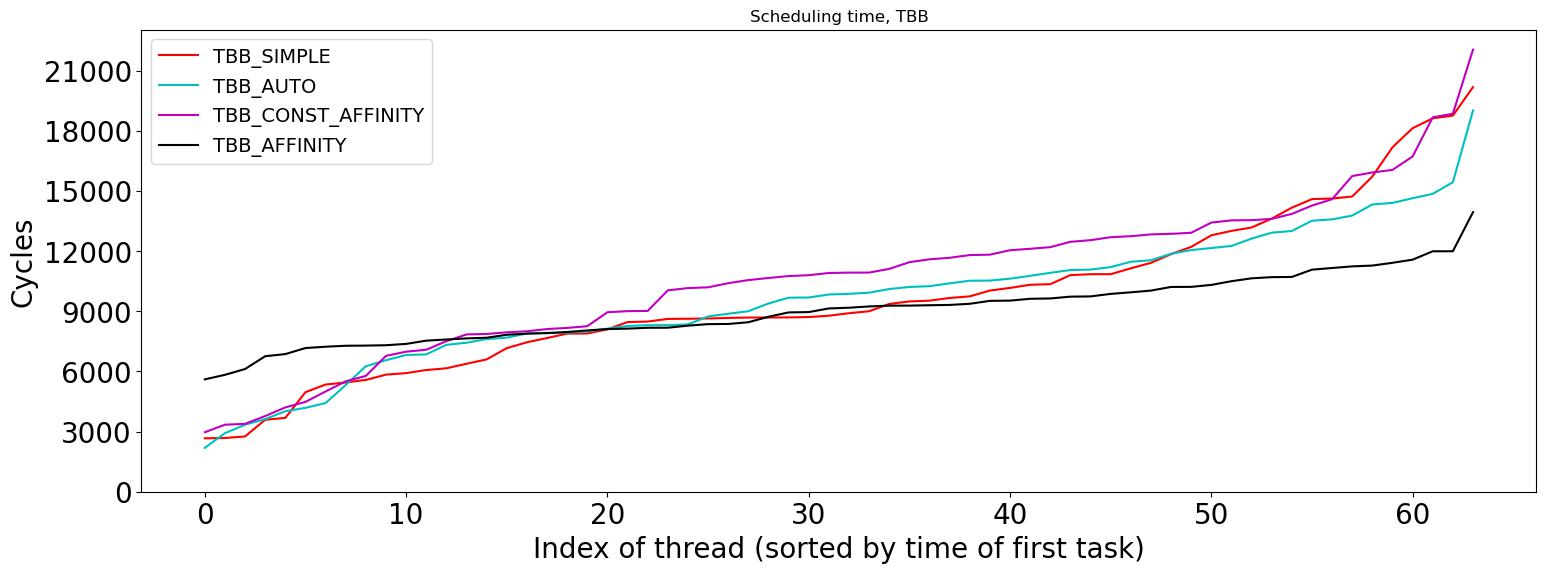 Scheduling time, TBB
TBB_SIMPLE
TBB_AUTO
TBB_CONST_AFFINITY
TBB_AFFINITY
21000
18000
15000
12000
9000
6000
3000
0
Cycles
0 10 20 30 40 50 60
Index of thread (sorted by time of first task)